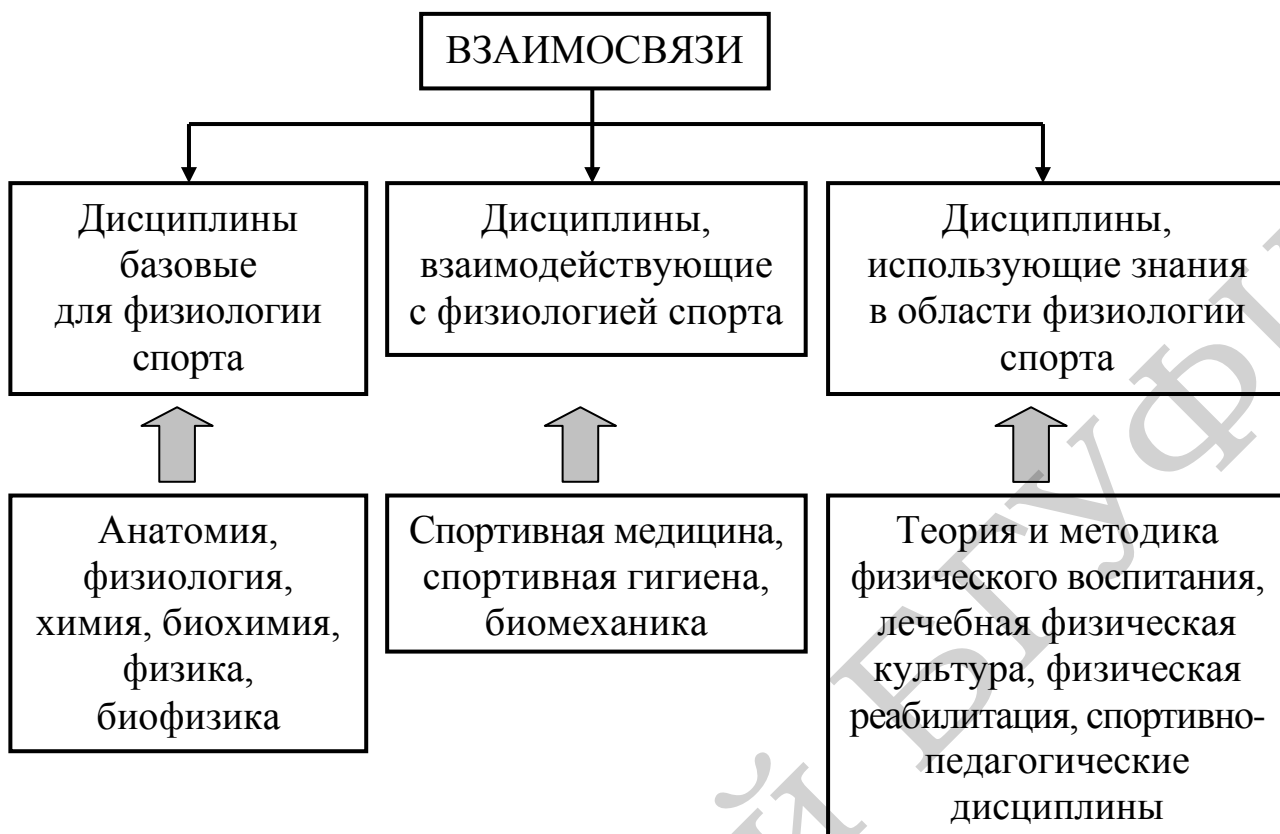 ВЗАИМОСВЯЗИ
Дисциплины
базовые
для физиологии
спорта
Дисциплины,
взаимодействующие
с физиологией спорта
Дисциплины,
использующие знания
в области физиологии
спорта
Анатомия,
физиология,
химия, биохимия,
физика,
биофизика
Спортивная медицина,
спортивная гигиена,
биомеханика
Теория и методика
физического воспитания,
лечебная физическая
культура, физическая
реабилитация, спортивно-
педагогические
дисциплины
й БГУФ